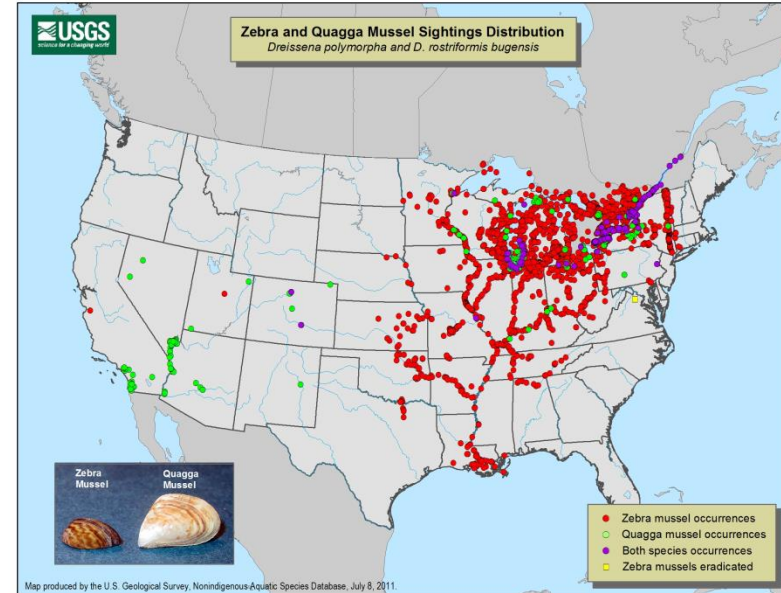 USGS
science for a changing world
Zebra and Quagga Mussel Sightings Distribution
Dreissena polymorpha and D. rostriformis bugensis
Zebra
Mussel
Quagga
Mussel
Zebra mussel occurrences
Quagga mussel occurrences
Both species occurrences
Zebra mussels eradicated
Map produced by the U.S. Geological Survey, Nonindigenous Aquatic Species Database, July 8, 2011.